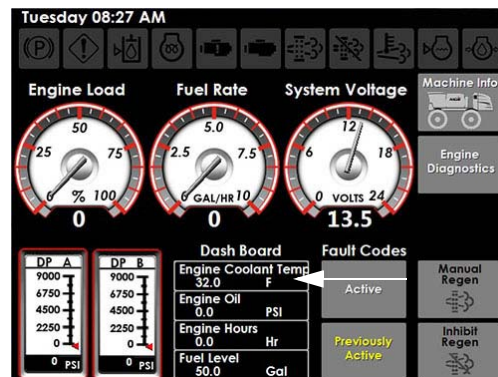 Tuesday 08:27 AM
Engine Load
Fuel Rate
System Voltage
Machine Info
50
25
75
0
%
100
0
5.0
2.5
7.5
0
GAL/HR
10
0
12
6
18
0
VOLTS
24
13.5
Engine
Diagnostics
DP A
9000
6750
4500
2250
0
0 PSI
DP B
9000
6750
4500
2250
0
0 PSI
Dash Board
Engine Coolant Temp
32.0 F
Engine Oil
0.0 PSI
Engine Hours
0.0 Hr
Fuel Level
50.0 Gal
Fault Codes
Active
Previously
Active
Manual
Regen
Inhibit
Regen